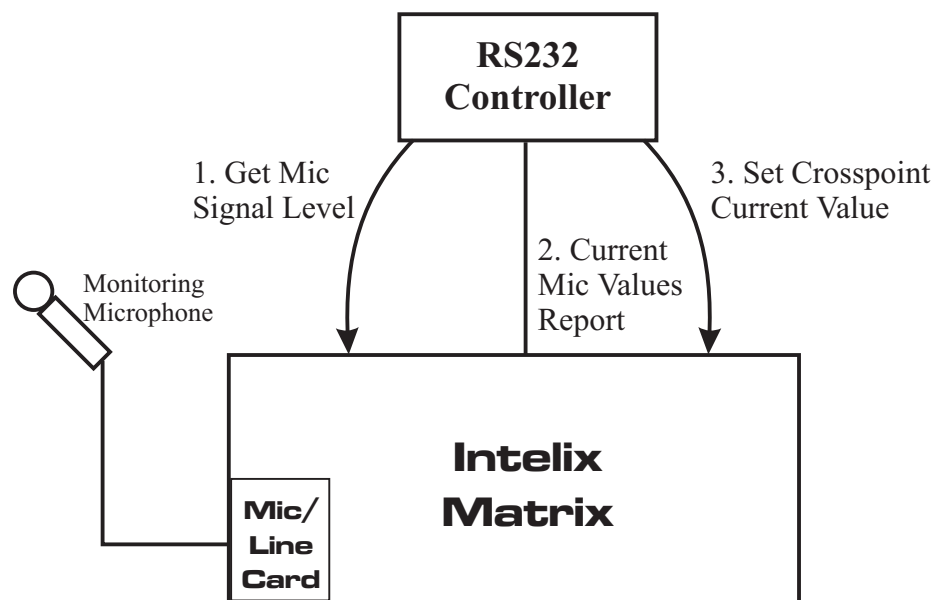 RS232
Controller
1. Get Mic
Signal Level
3. Set Crosspoint
Current Value
2. Current
Mic Values
Report
Monitoring
Microphone
Intelix
Matrix
Mic/
Line
Card